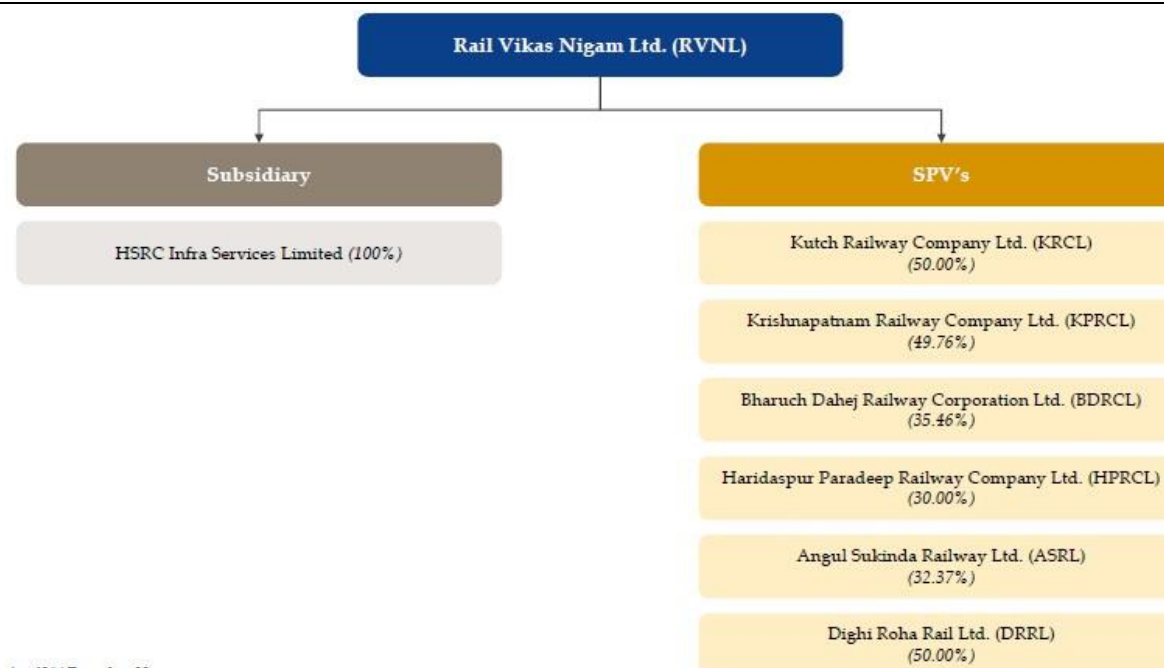 Rail Vikas Nigam Ltd. (RVNL)
Subsidiary
HSRC Infra Services Limited (100%)
SPV's
Kutch Railway Company Ltd. (KRCL)
(50.00%)
Krishnapatnam Railway Company Ltd. (KPRCL)
(49.76%)
Bharuch Dahej Railway Corporation Ltd. (BDRCL)
(35.46%)
Haridaspur Paradeep Railway Company Ltd. (HPRCL)
(30.00%)
Angul Sukinda Railway Ltd. (ASRL)
(32.37%)
Dighi Roha Rail Ltd. (DRRL)
(50.00%)